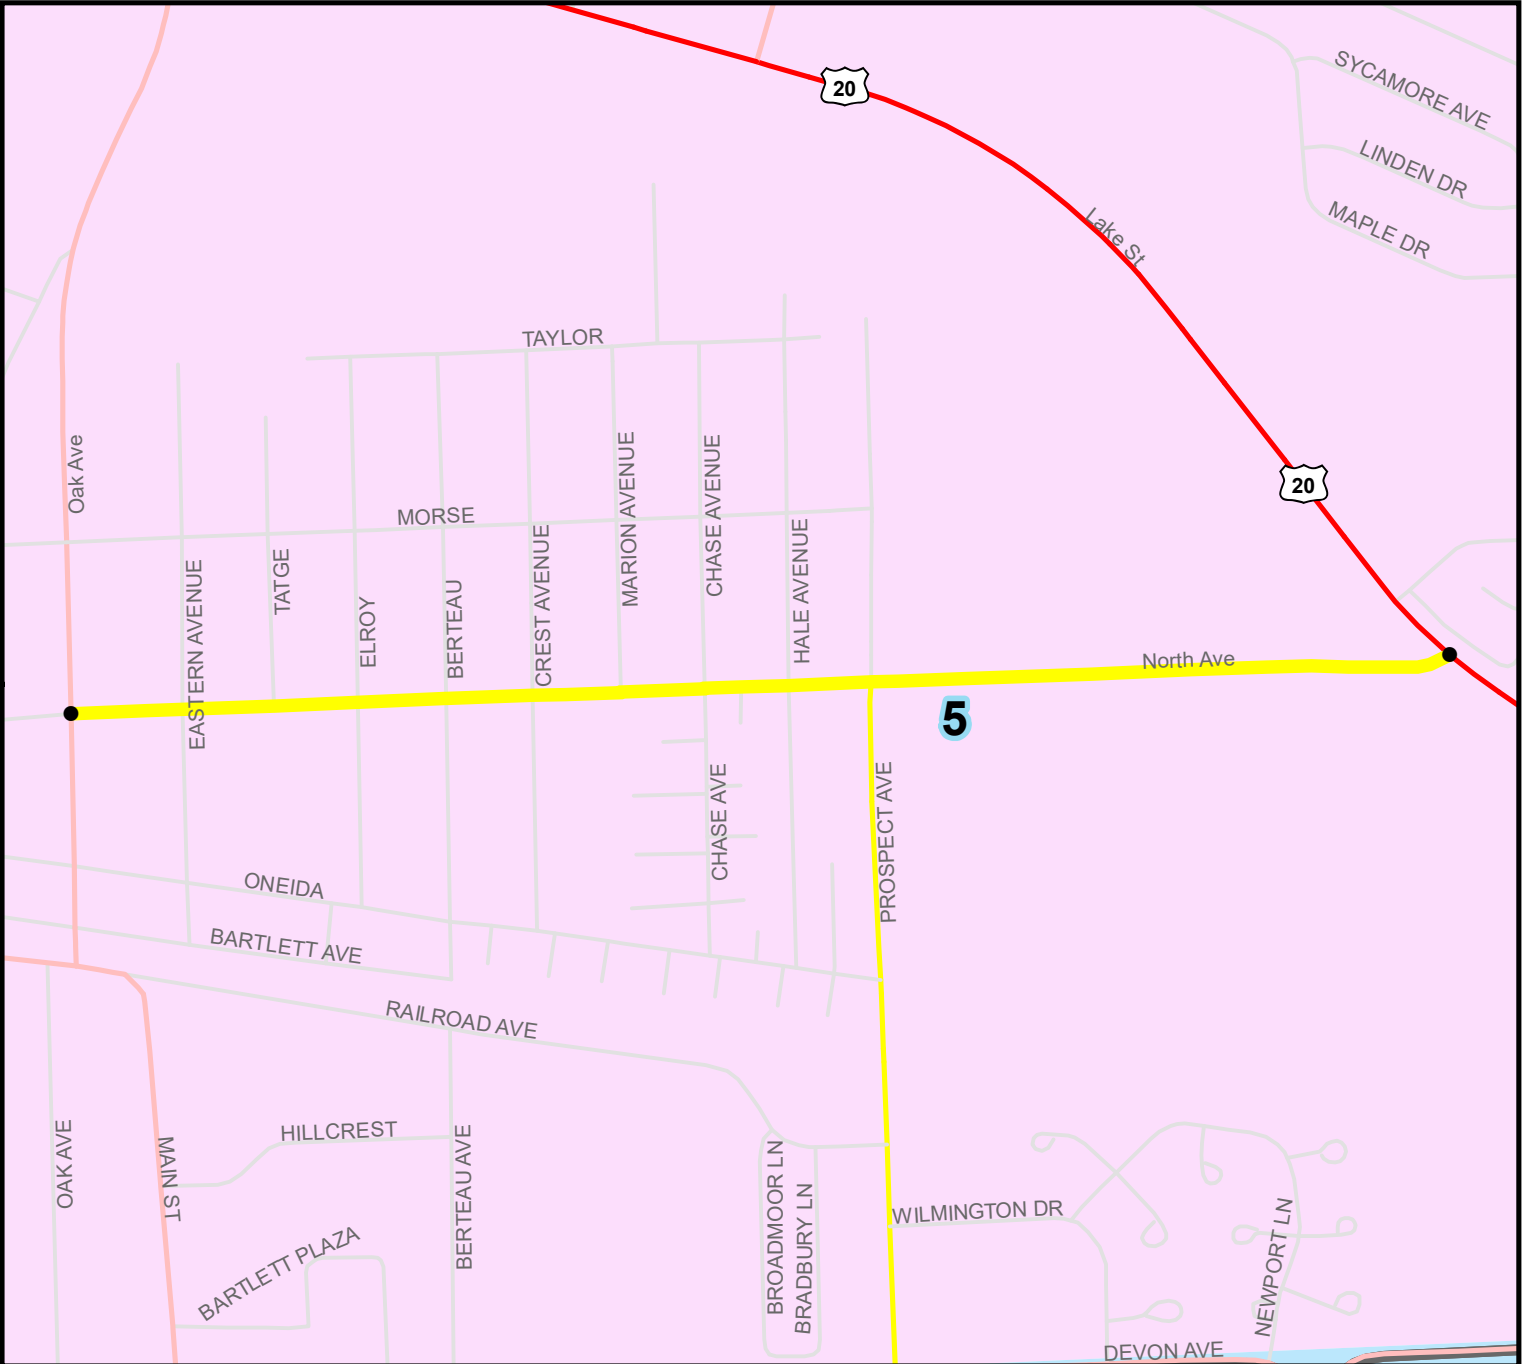 20
SYCAMORE AVE
LINDEN DR
MAPLE DR
Lake St
TAYLOR
Oak Ave
MARION AVENUE
CHASE AVENUE
20
MORSE
EASTERN AVENUE
TATGE
ELROY
BERTEAU
CREST AVENUE
HALE AVENUE
North Ave
5
CHASE AVE
PROSPECT AVE
ONEIDA
BARTLETT AVE
RAILROAD AVE
OAK AVE
MAIN ST
HILLCREST
BERTEAU AVE
BROADMOOR LN
BRADBURY LN
WILMINGTON DR
NEWPORT LN
BARTLETT PLAZA
DEVON AVE